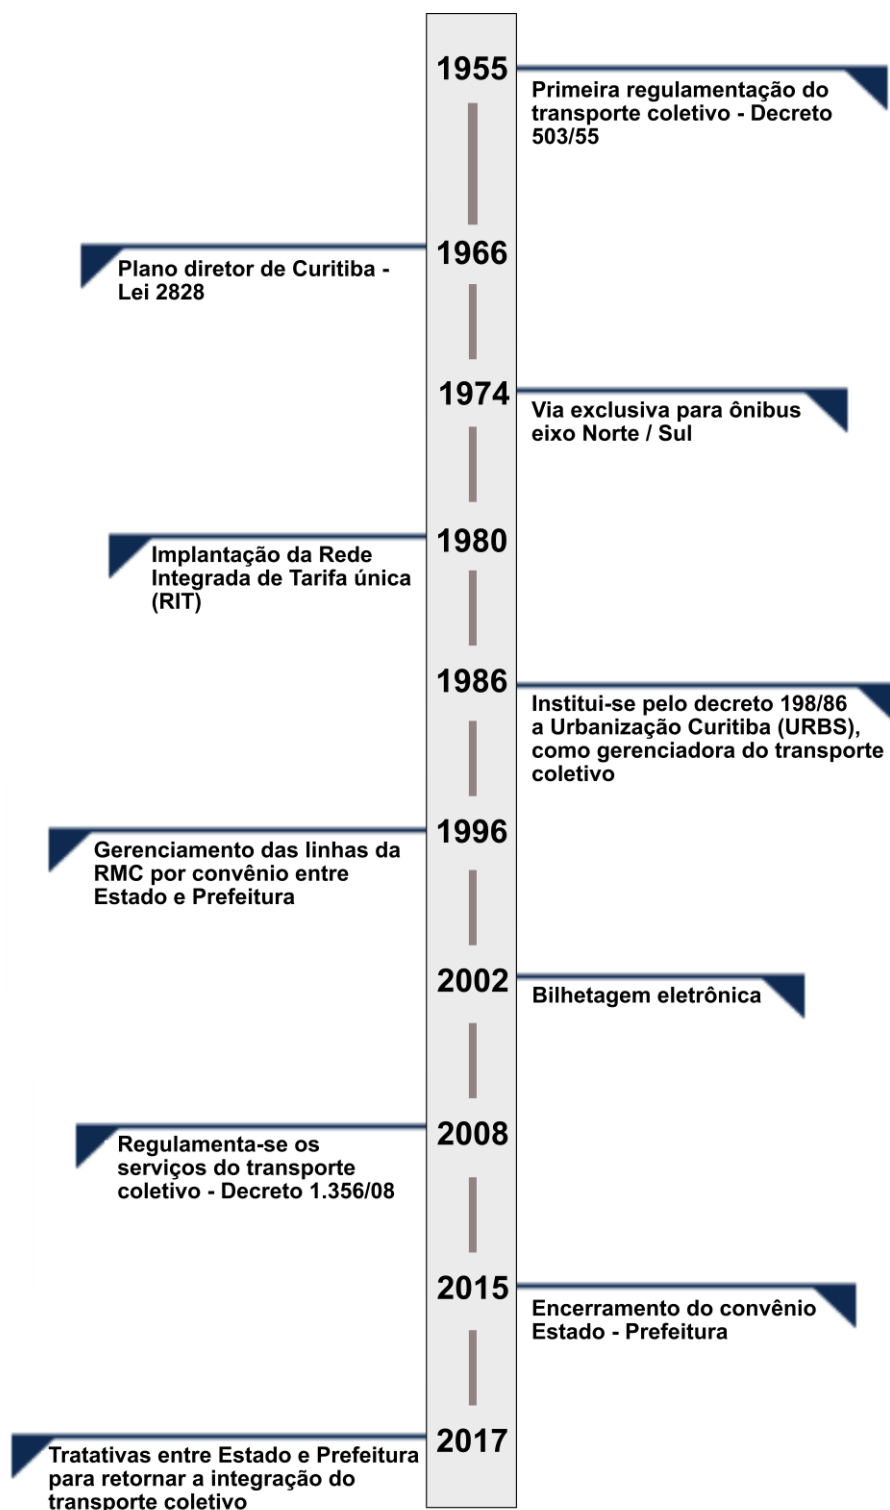 1955
Primeira regulamentação do
transporte coletivo - Decreto
503/55
1966
Plano diretor de Curitiba -
Lei 2828
1974
Via exclusiva para ônibus
eixo Norte / Sul
1980
Implantação da Rede
Integrada de Tarifa única
(RIT)
1986
Institui-se pelo decreto 198/86
a Urbanização Curitiba (URBS),
como gerenciadora do transporte
coletivo
1996
Gerenciamento das linhas da
RMC por convênio entre
Estado e Prefeitura
2002
Bilhetagem eletrônica
2008
Regulamenta-se os
serviços do transporte
coletivo - Decreto 1.356/08
2015
Encerramento do convênio
Estado - Prefeitura
2017
Tratativas entre Estado e Prefeitura
para retornar a integração do
transporte coletivo